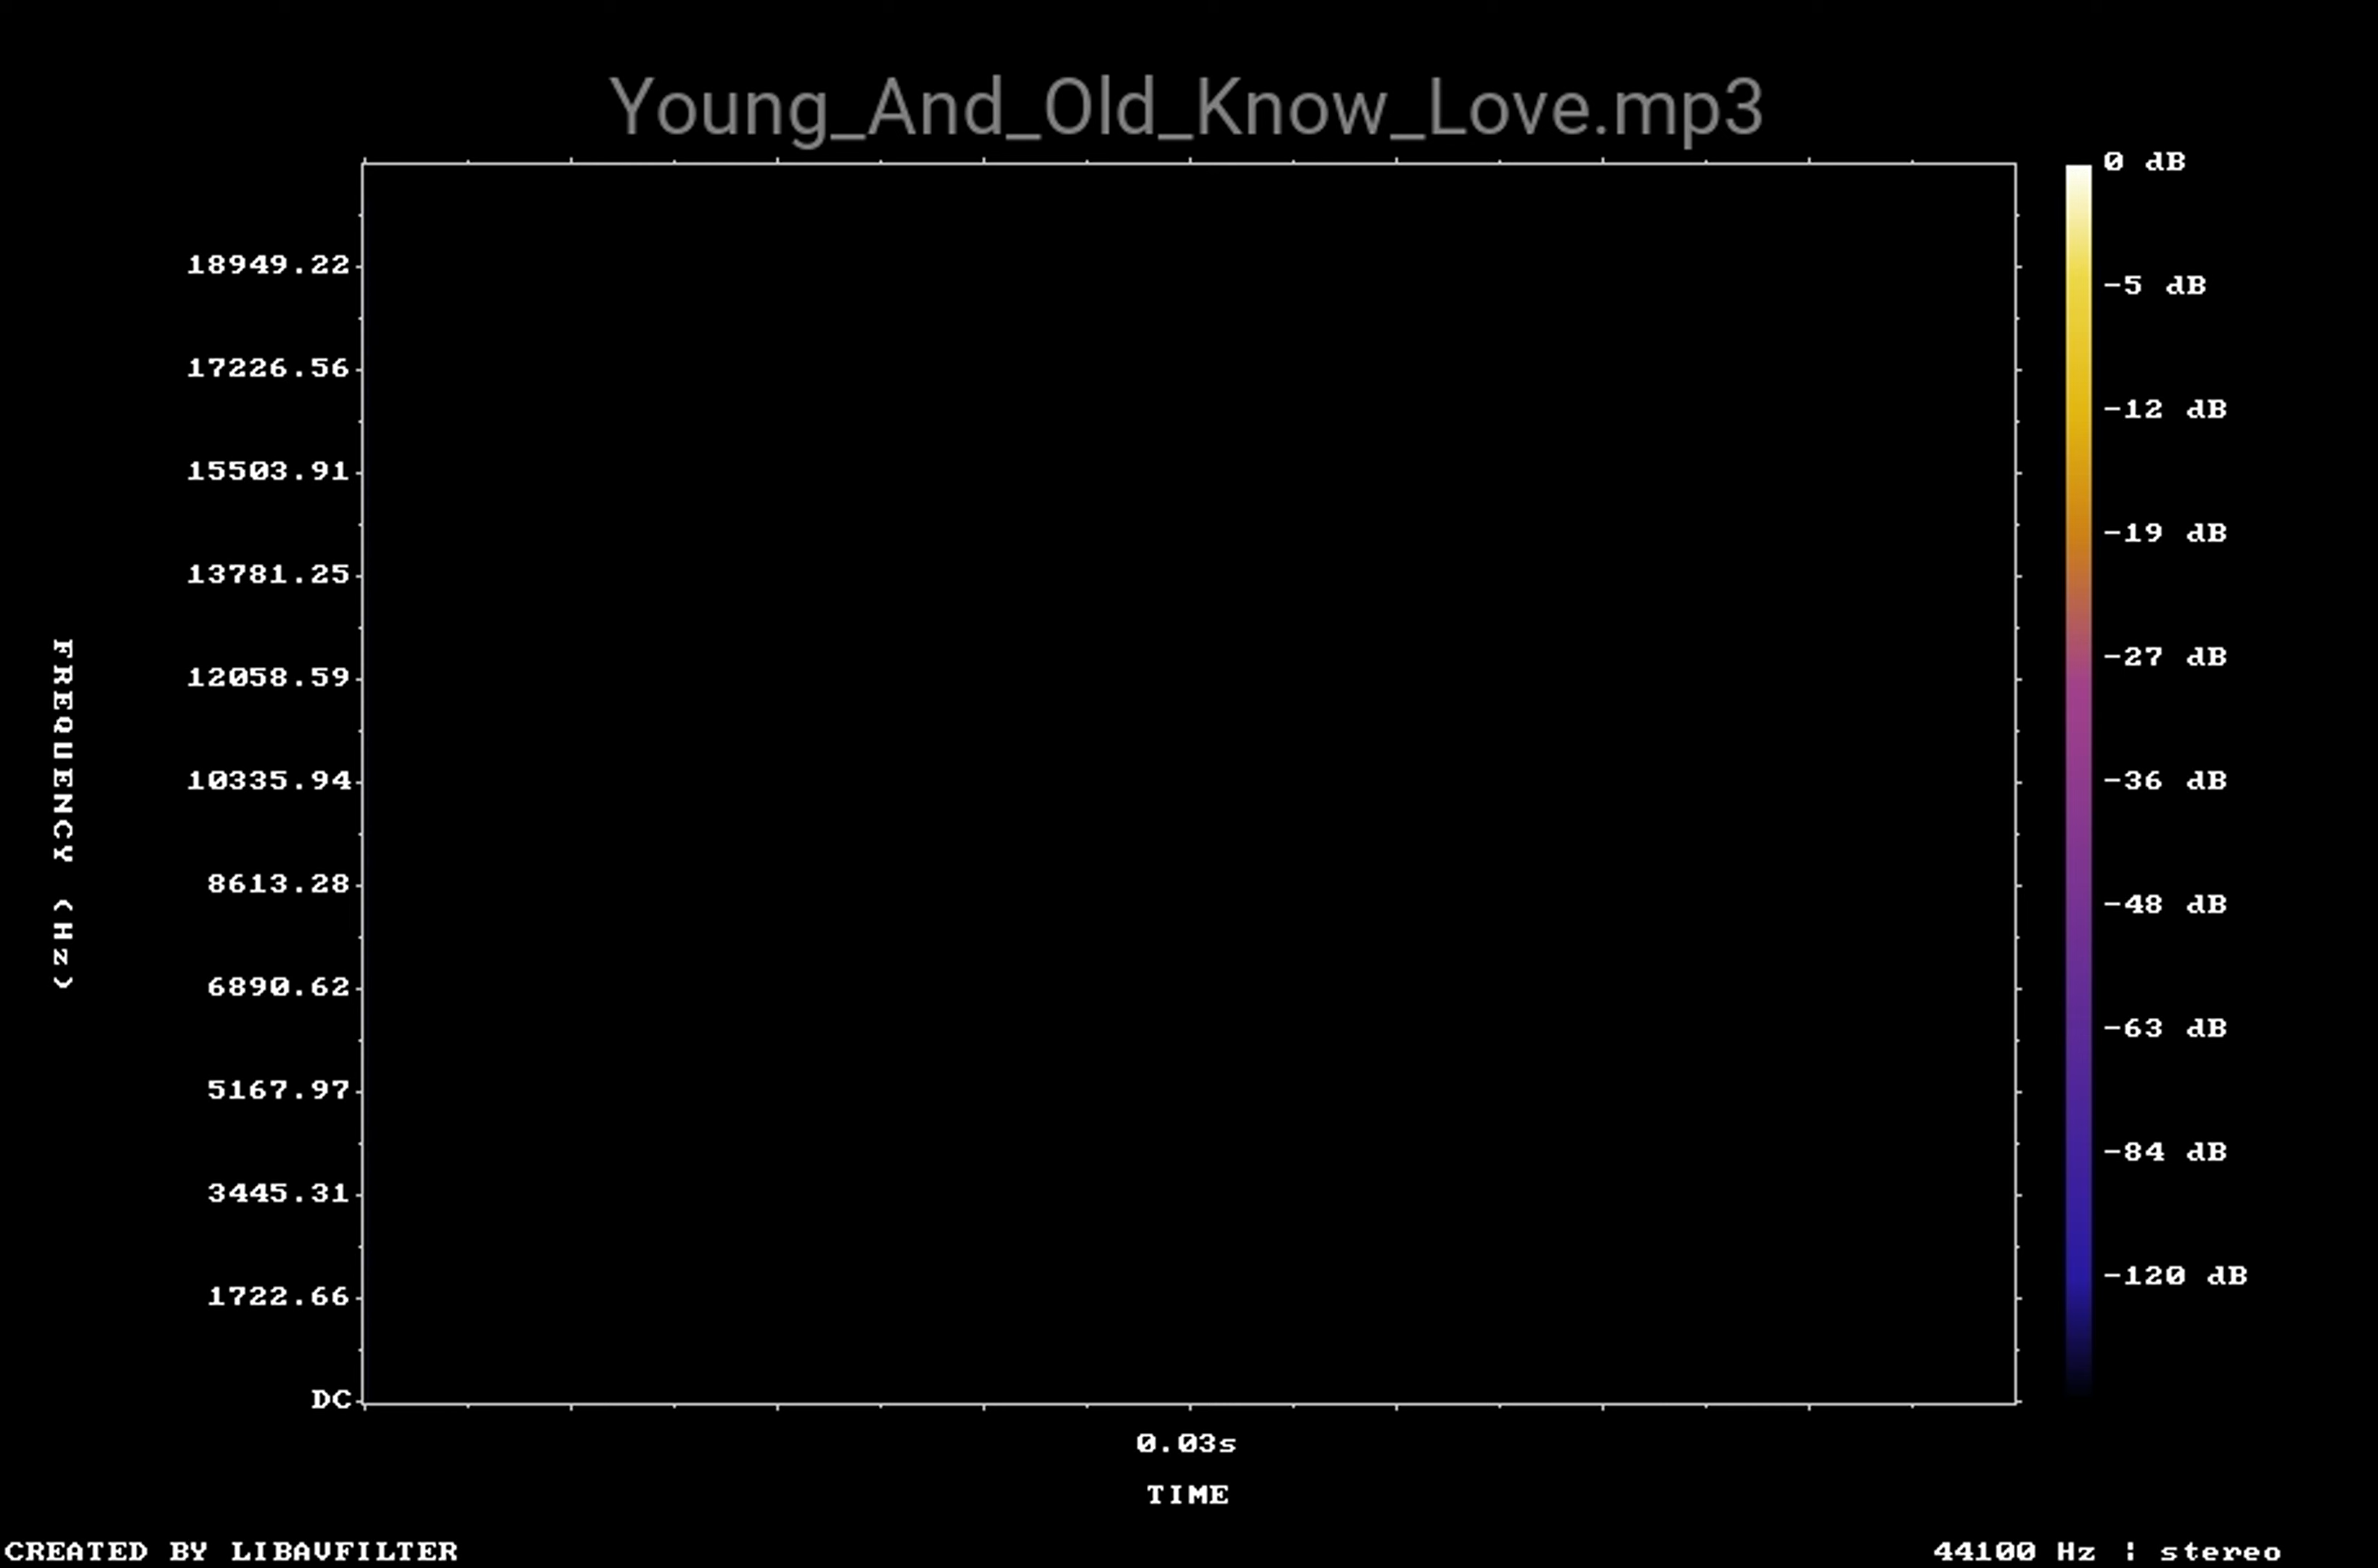 Young_And_Old_Know_Love.mp3
0 dB
18949.22
-5 dB
17226.56
-12 dB
15503.91
-19 dB
13781.25
-27 dB
12058.59
10335.94
-36 dB
8613.28
-48 dB
6890.62
-63 dB
5167.97
-84 dB
3445.31
-120 dB
1722.66
DC
FREQUENCY (Hz)
0.03s
TIME
CREATED BY LIBAVFILTER
44100 Hz | stereo